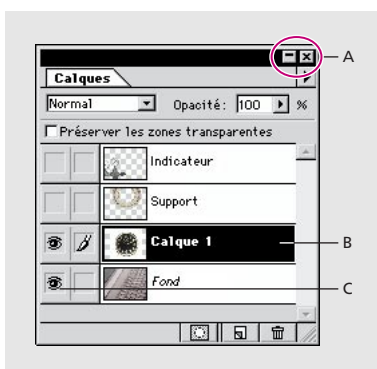 A
Calques
Normal Opacité: 100 %
Préserver les zones transparentes
Indicateur
Support
Calque 1 B
Fond C